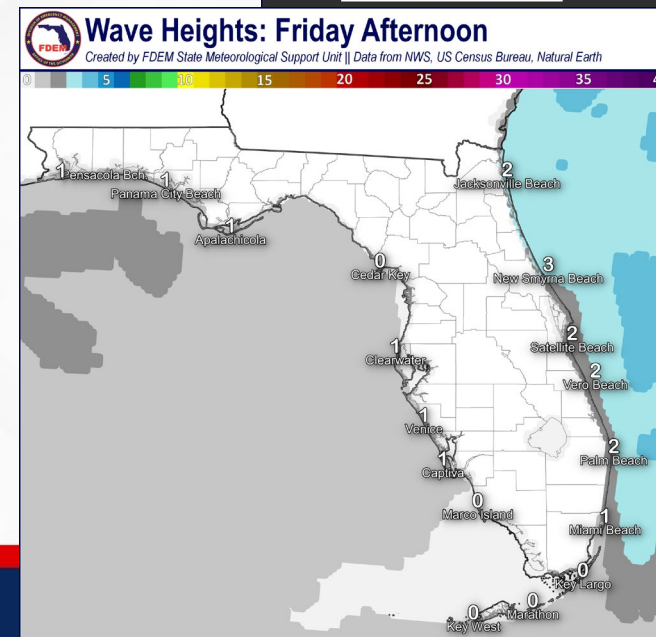 FDEM
Wave Heights: Friday Afternoon
Created by FDEM State Meteorological Support Unit || Data from NWS, US Census Bureau, Natural Earth
0 5 10 15 20 25 30 35
2
Jacksonville Beach
1
Pensacola Bch.
1
Panama City Beach
1
Apalachicola
0
Cedar Key
3
New Smyrna Beach
2
Satellite Beach
1
Clearwater
2
Vero Beach
1
Venice
2
Palm Beach
1
Captiva
0
Marco Island
1
Miami Beach
0
Key Largo
0
Marathon
0
Key West